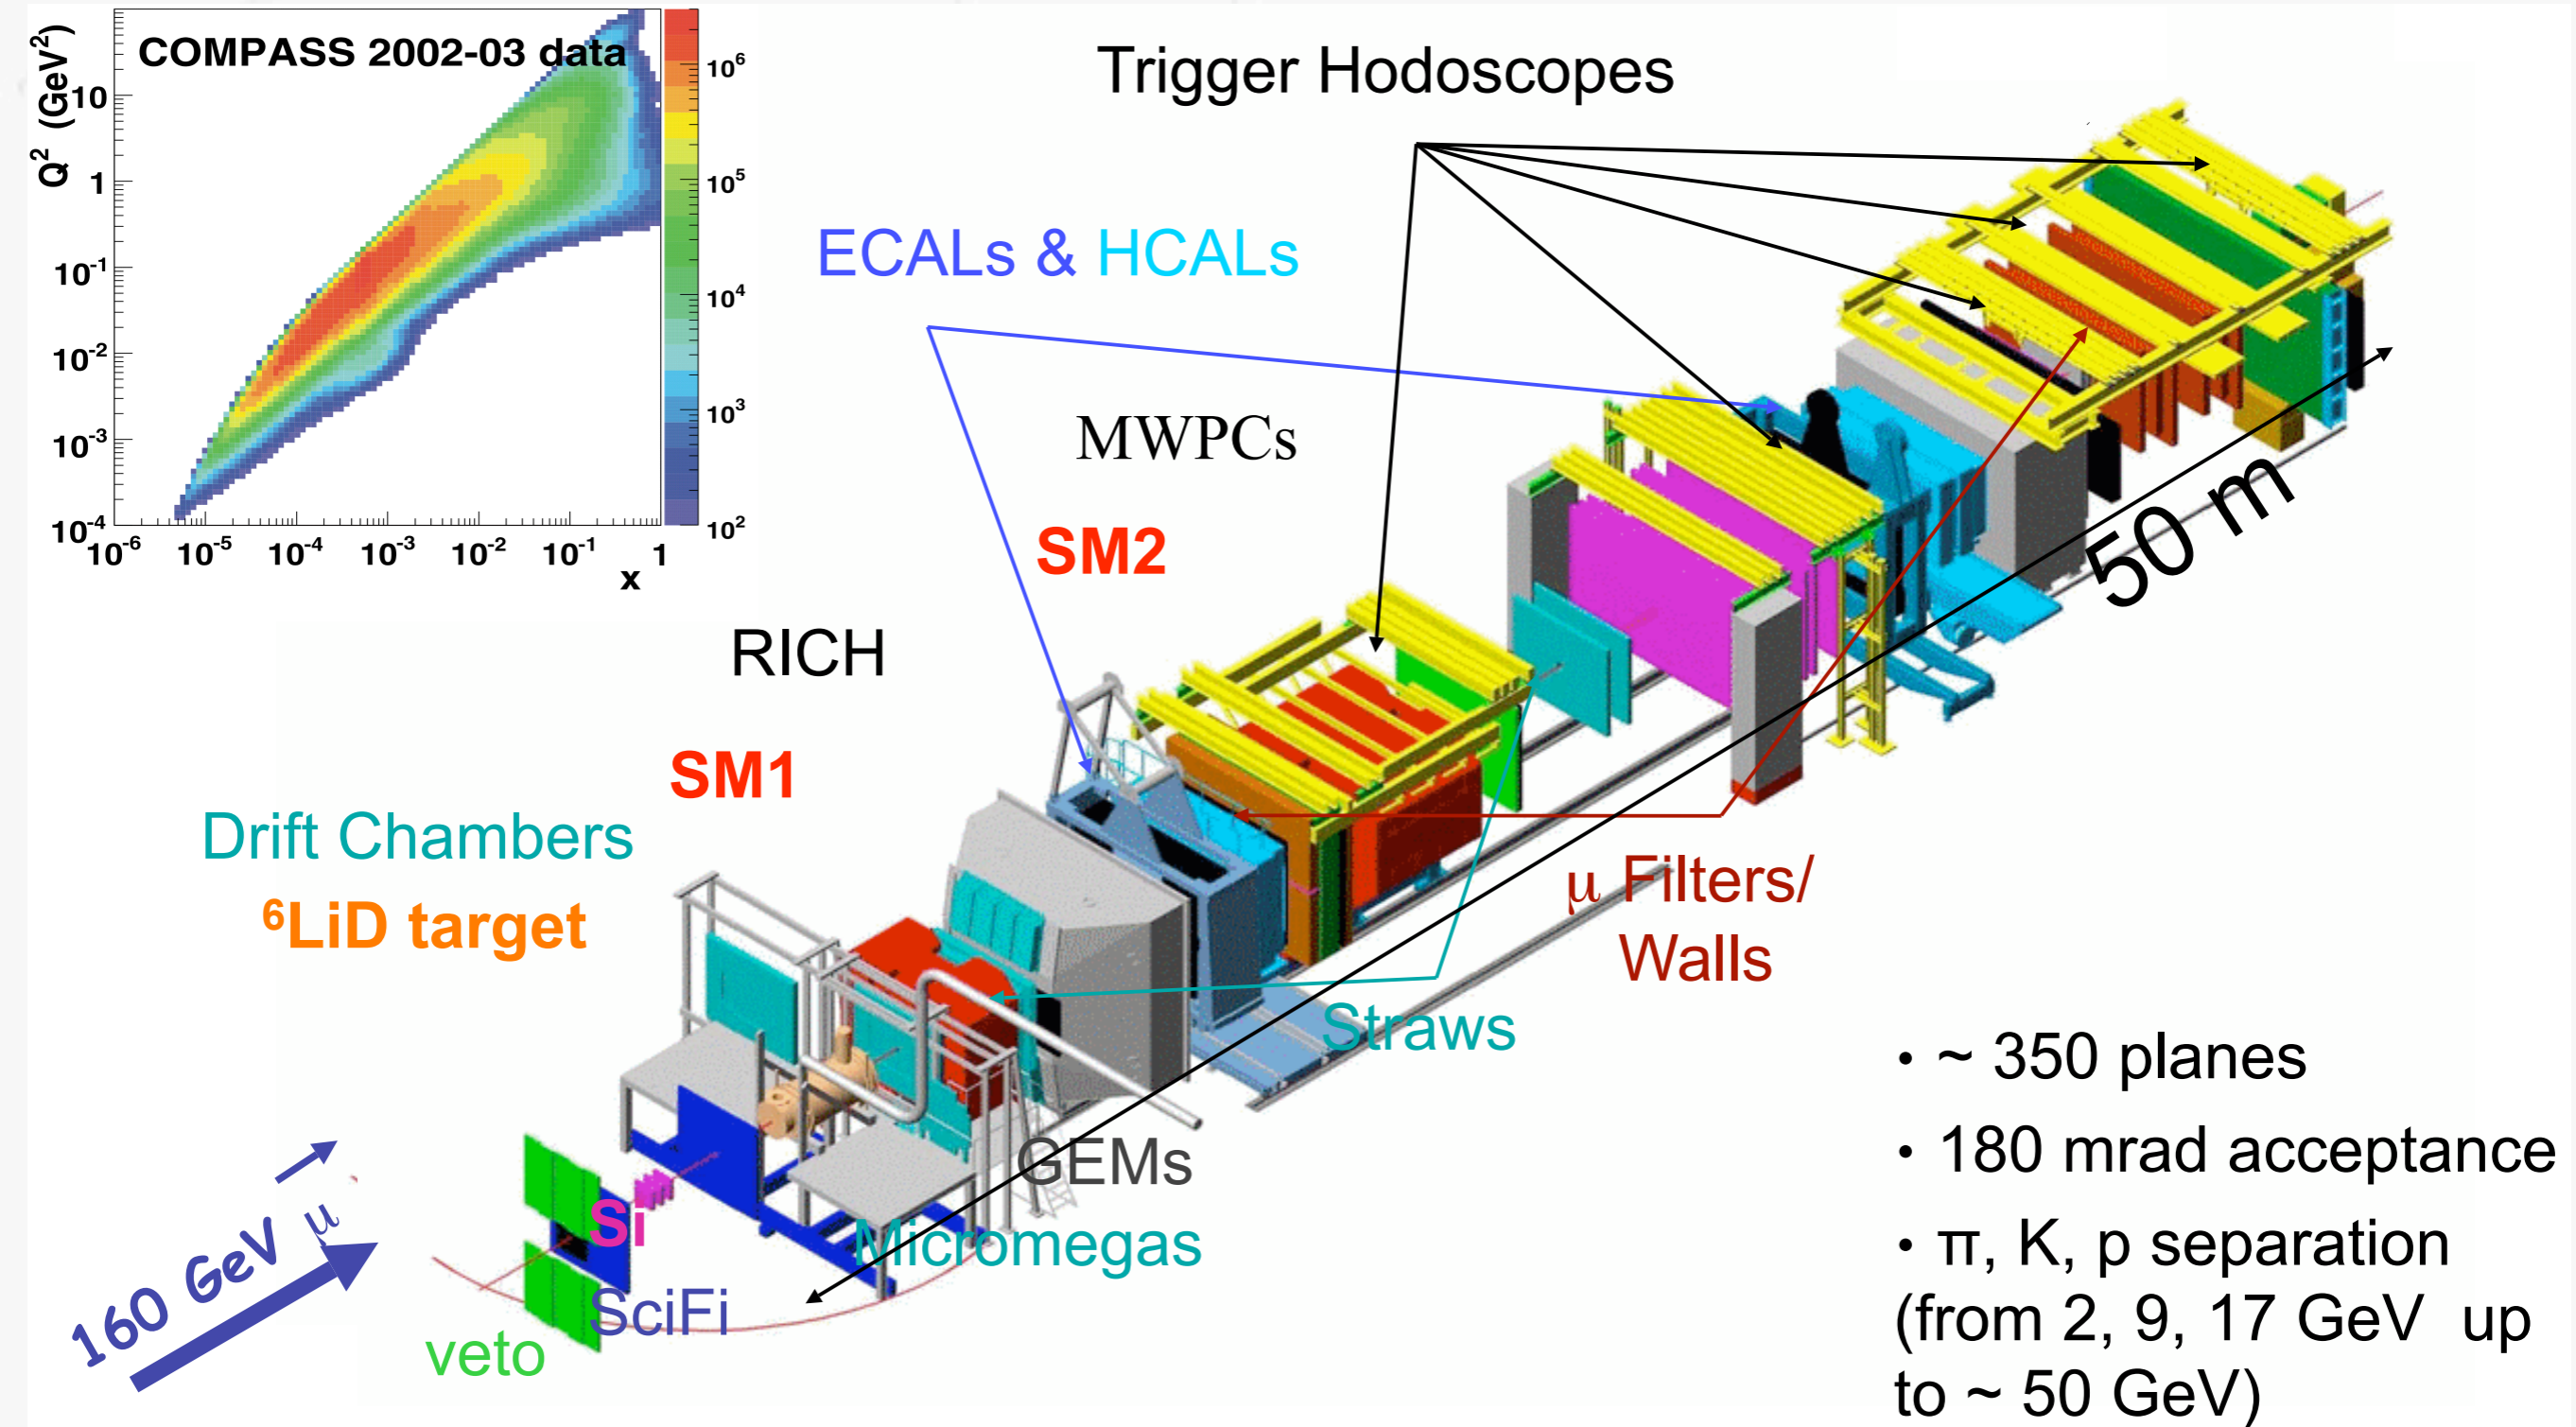 COMPASS 2002-03 data
Q² (GeV²)
10
1
10⁻¹
10⁻²
10⁻³
10⁻⁴
10⁻⁶ 10⁻⁵ 10⁻⁴ 10⁻³ 10⁻² 10⁻¹ 1
x
10⁶
10⁵
10⁴
10³
10²
Trigger Hodoscopes
ECALs & HCALs
MWPCs
SM2
RICH
SM1
Drift Chambers
⁶LiD target
50 m
μ Filters/
Walls
Straws
GEMs
Micromegas
Si
SciFi
veto
160 GeV μ
· ~ 350 planes
· 180 mrad acceptance
· π, K, p separation
(from 2, 9, 17 GeV up
to ~ 50 GeV)